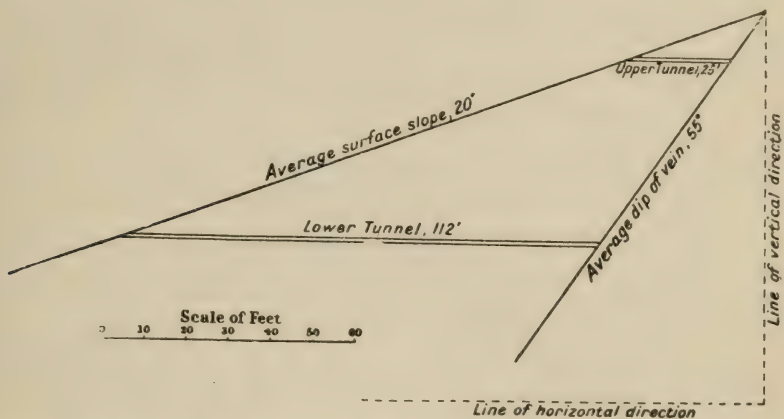 Upper Tunnel, 25'
Average surface slope, 20°
Average dip of vein, 55°
Line of vertical direction
Lower Tunnel, 112'
Scale of Feet
0 10 20 30 40 50 60
Line of horizontal direction